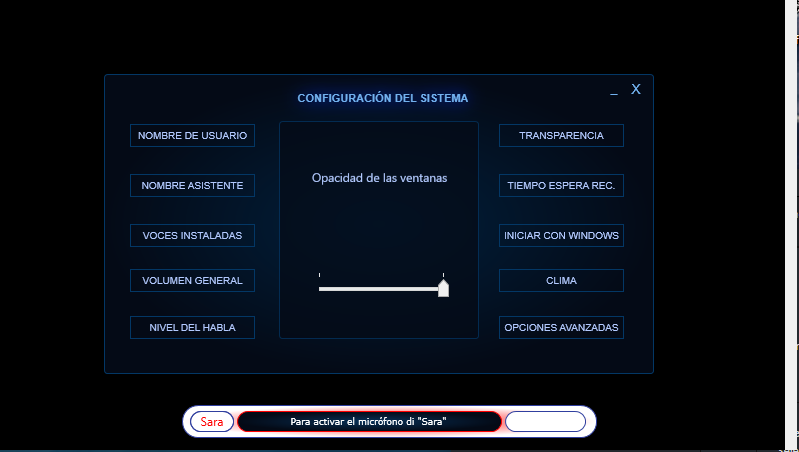 _ X
CONFIGURACIÓN DEL SISTEMA
NOMBRE DE USUARIO
NOMBRE ASISTENTE
VOCES INSTALADAS
VOLUMEN GENERAL
NIVEL DEL HABLA
Opacidad de las ventanas
TRANSPARENCIA
TIEMPO ESPERA REC.
INICIAR CON WINDOWS
CLIMA
OPCIONES AVANZADAS
Sara
Para activar el micrófono di "Sara"